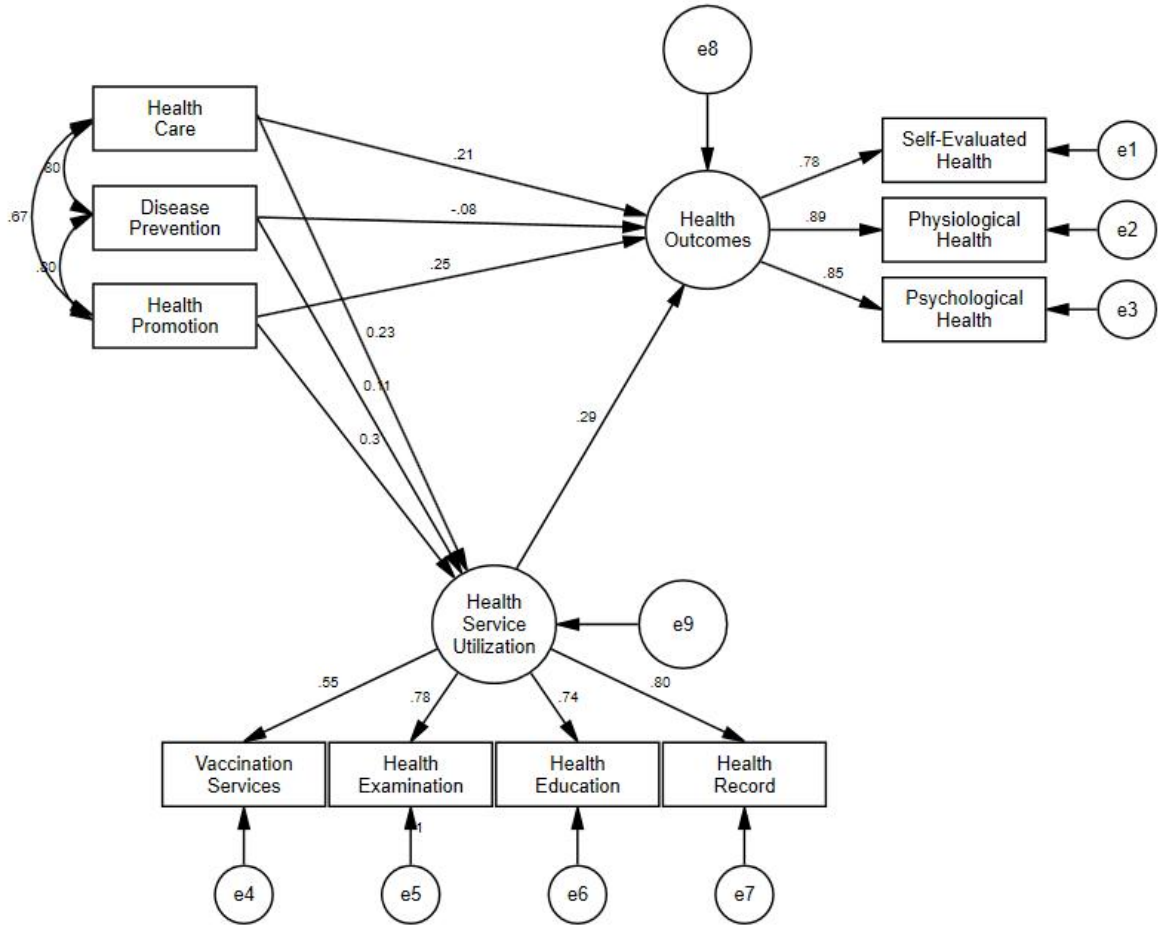 e8
Health
Care
.21
.78
Self-Evaluated
Health
e1
.80
.67
Disease
Prevention
-.08
Health
Outcomes
.89
Physiological
Health
e2
.80
.25
.85
Health
Promotion
Psychological
Health
e3
0.23
0.11
0.3
.29
Health
Service
Utilization
e9
.55
.78
.74
.80
Vaccination
Services
Health
Examination
Health
Education
Health
Record
1
e4
e5
e6
e7